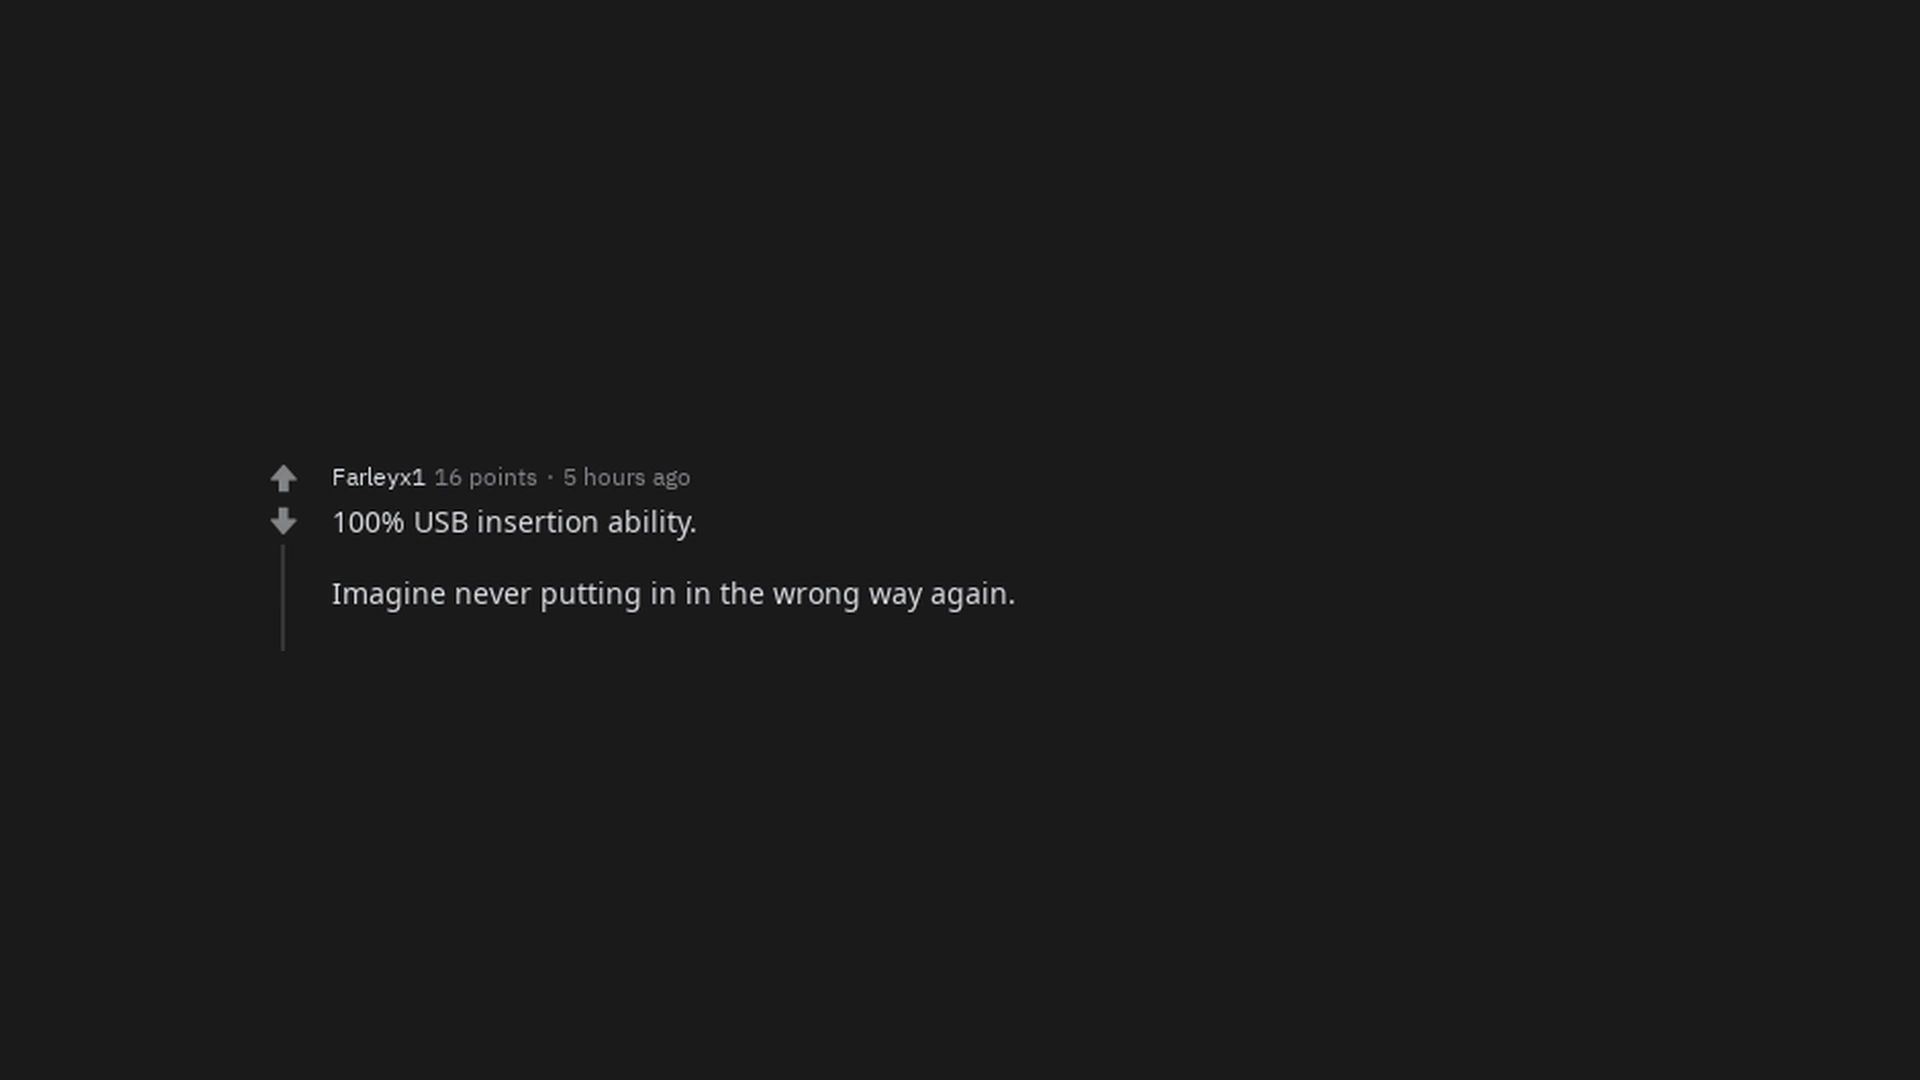 Farleyx1 16 points · 5 hours ago
100% USB insertion ability.
Imagine never putting in in the wrong way again.